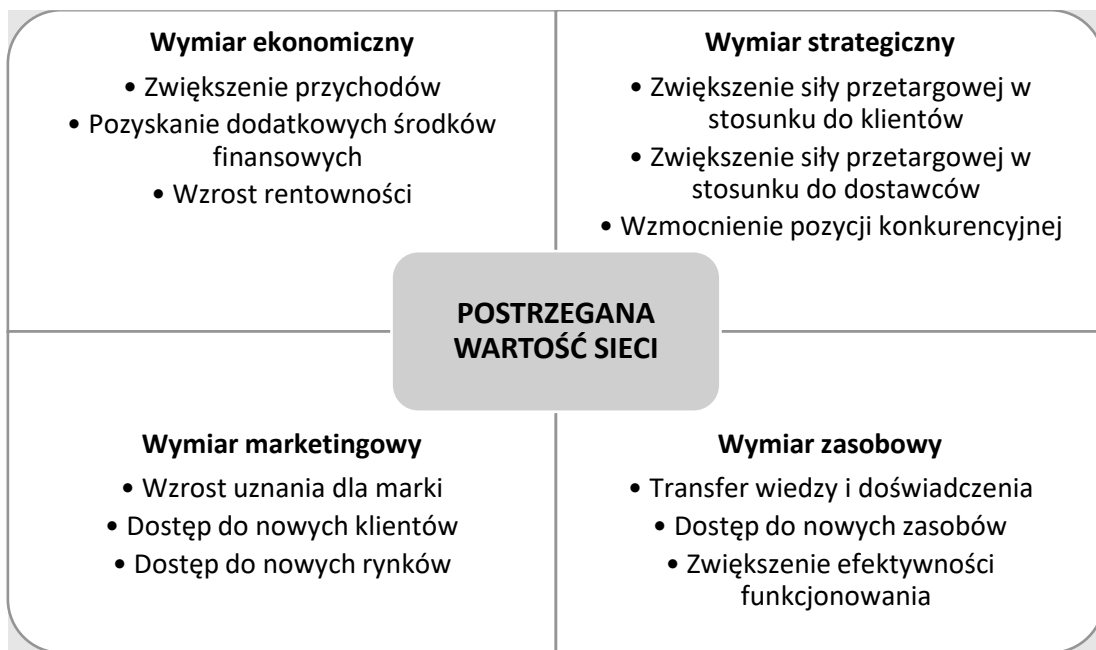 Wymiar ekonomiczny
• Zwiększenie przychodów
• Pozyskanie dodatkowych środków
finansowych
• Wzrost rentowności
Wymiar strategiczny
• Zwiększenie siły przetargowej w
stosunku do klientów
• Zwiększenie siły przetargowej w
stosunku do dostawców
• Wzmocnienie pozycji konkurencyjnej
POSTRZEGANA
WARTOŚĆ SIECI
Wymiar marketingowy
• Wzrost uznania dla marki
• Dostęp do nowych klientów
• Dostęp do nowych rynków
Wymiar zasobowy
• Transfer wiedzy i doświadczenia
• Dostęp do nowych zasobów
• Zwiększenie efektywności
funkcjonowania